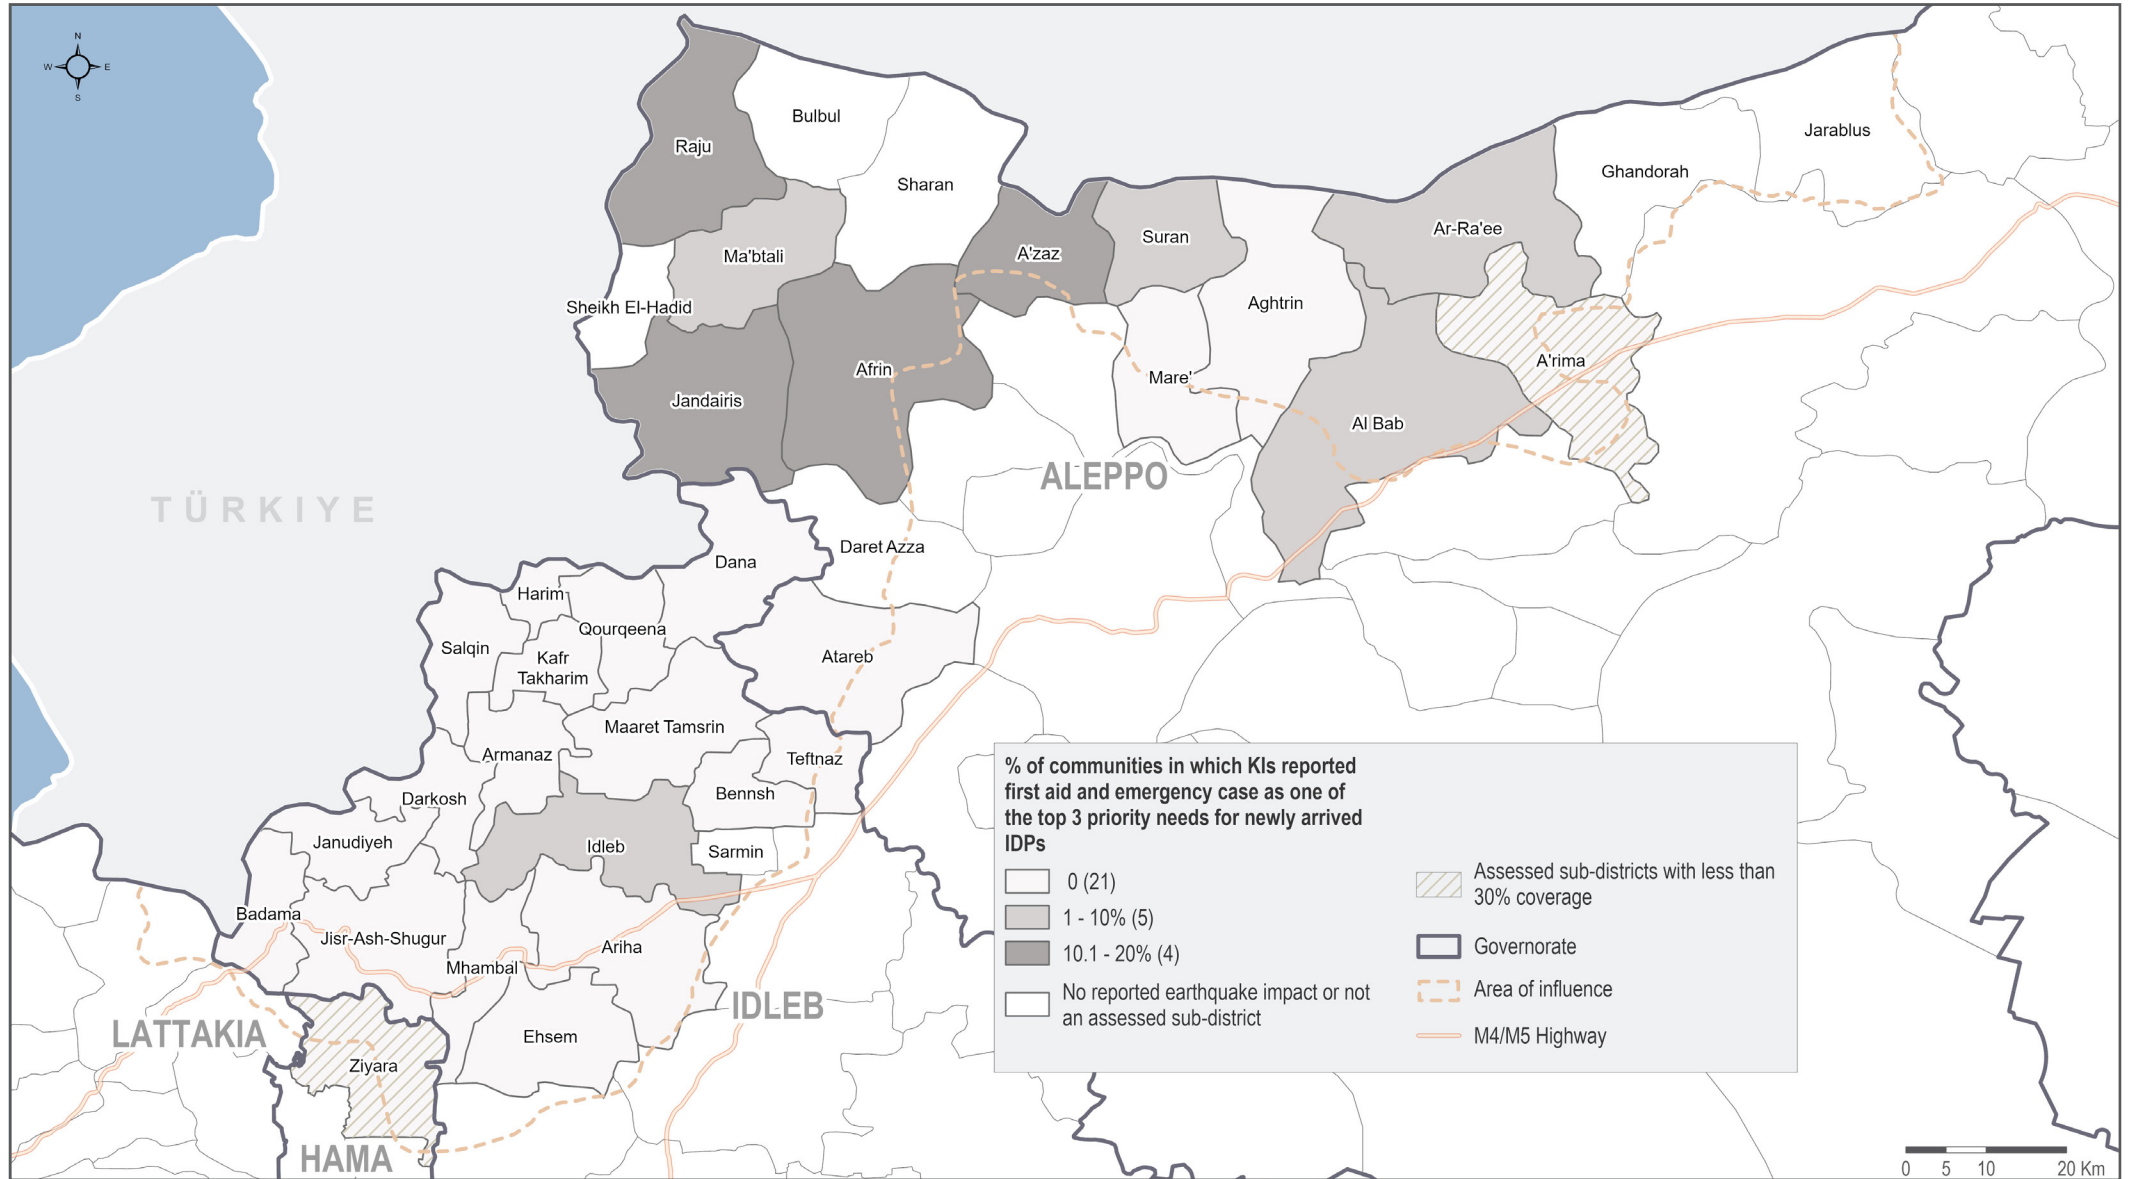 N
W
E
S
Bulbul
Raju
Jarablus
Ghandorah
Sharan
Ar-Ra'ee
Suran
Ma'btali
A'zaz
Sheikh El-Hadid
Aghtrin
A'rima
Afrin
Mare'
Jandairis
Al Bab
ALEPPO
TÜRKIYE
Daret Azza
Dana
Harim
Qourqeena
Salqin
Kafr
Takharim
Atareb
Maaret Tamsrin
Armanaz
Teftnaz
Bennsh
Darkosh
Janudiyeh
Idleb
Sarmin
Badama
Jisr-Ash-Shugur
Ariha
Mhambal
IDLEB
LATTAKIA
Ehsem
Ziyara
HAMA
% of communities in which KIs reported
first aid and emergency case as one of
the top 3 priority needs for newly arrived
IDPs
0 (21)
1 - 10% (5)
10.1 - 20% (4)
No reported earthquake impact or not
an assessed sub-district
Assessed sub-districts with less than
30% coverage
Governorate
Area of influence
M4/M5 Highway
0 5 10 20 Km